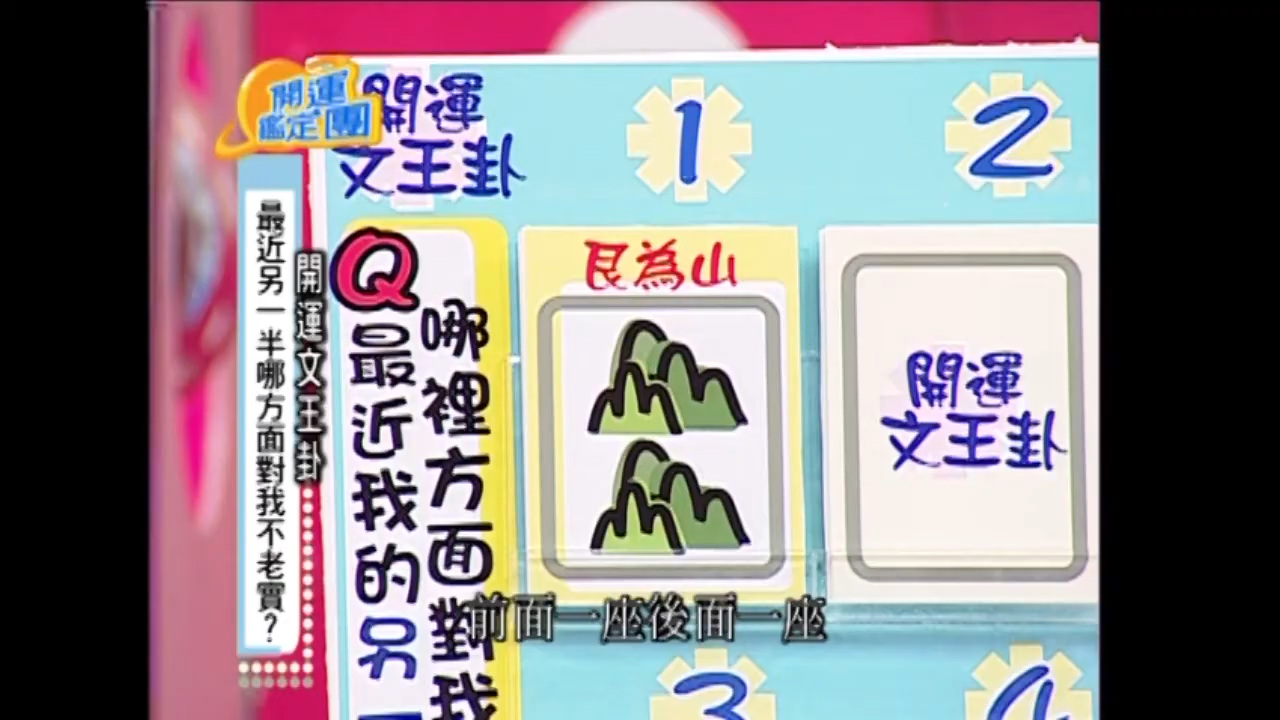 開運
鑑定團
開運
文王卦
1
2
最近另一半哪方面對我不老實?
開運文王卦
Q
最近我的另一
哪裡方面對我
艮為山
開運
文王卦
前面一座後面一座
3
4